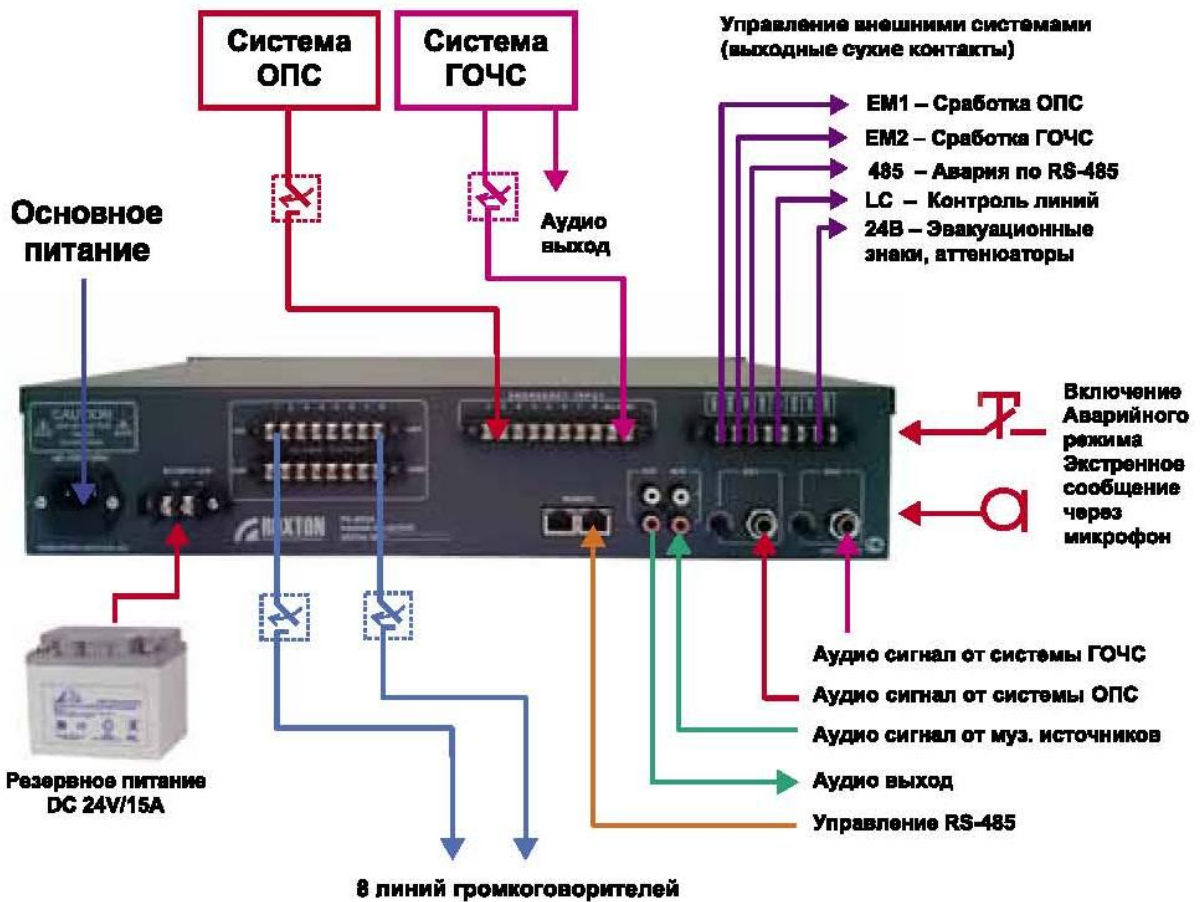 Система
ОПС
Система
ГОЧС
Управление внешними системами
(выходные сухие контакты)
EM1 – Сработка ОПС
EM2 – Сработка ГОЧС
485 – Авария по RS-485
LC – Контроль линий
24В – Эвакуационные
знаки, аттенюаторы
Аудио
выход
Основное
питание
CAUTION
EMERGENCY INPUT
REMOTE
ROXTON
Включение
Аварийного
режима
Экстренное
сообщение
через
микрофон
Резервное питание
DC 24V/15A
Аудио сигнал от системы ГОЧС
Аудио сигнал от системы ОПС
Аудио сигнал от муз. источников
Аудио выход
Управление RS-485
8 линий громкоговорителей